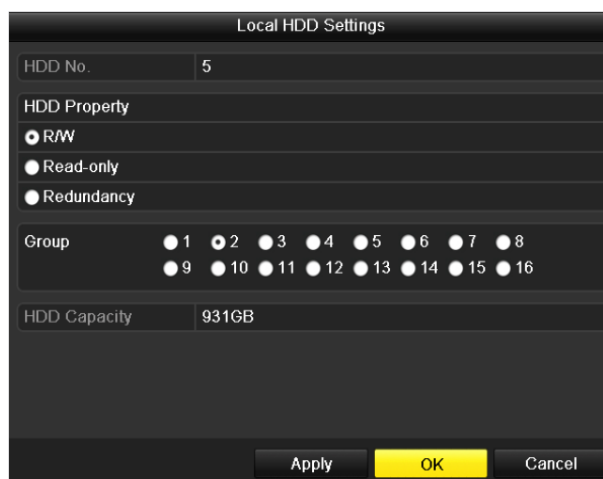 Local HDD Settings
HDD No. 5
HDD Property
R/W
Read-only
Redundancy
Group 1 2 3 4 5 6 7 8
9 10 11 12 13 14 15 16
HDD Capacity 931GB
Apply OK Cancel